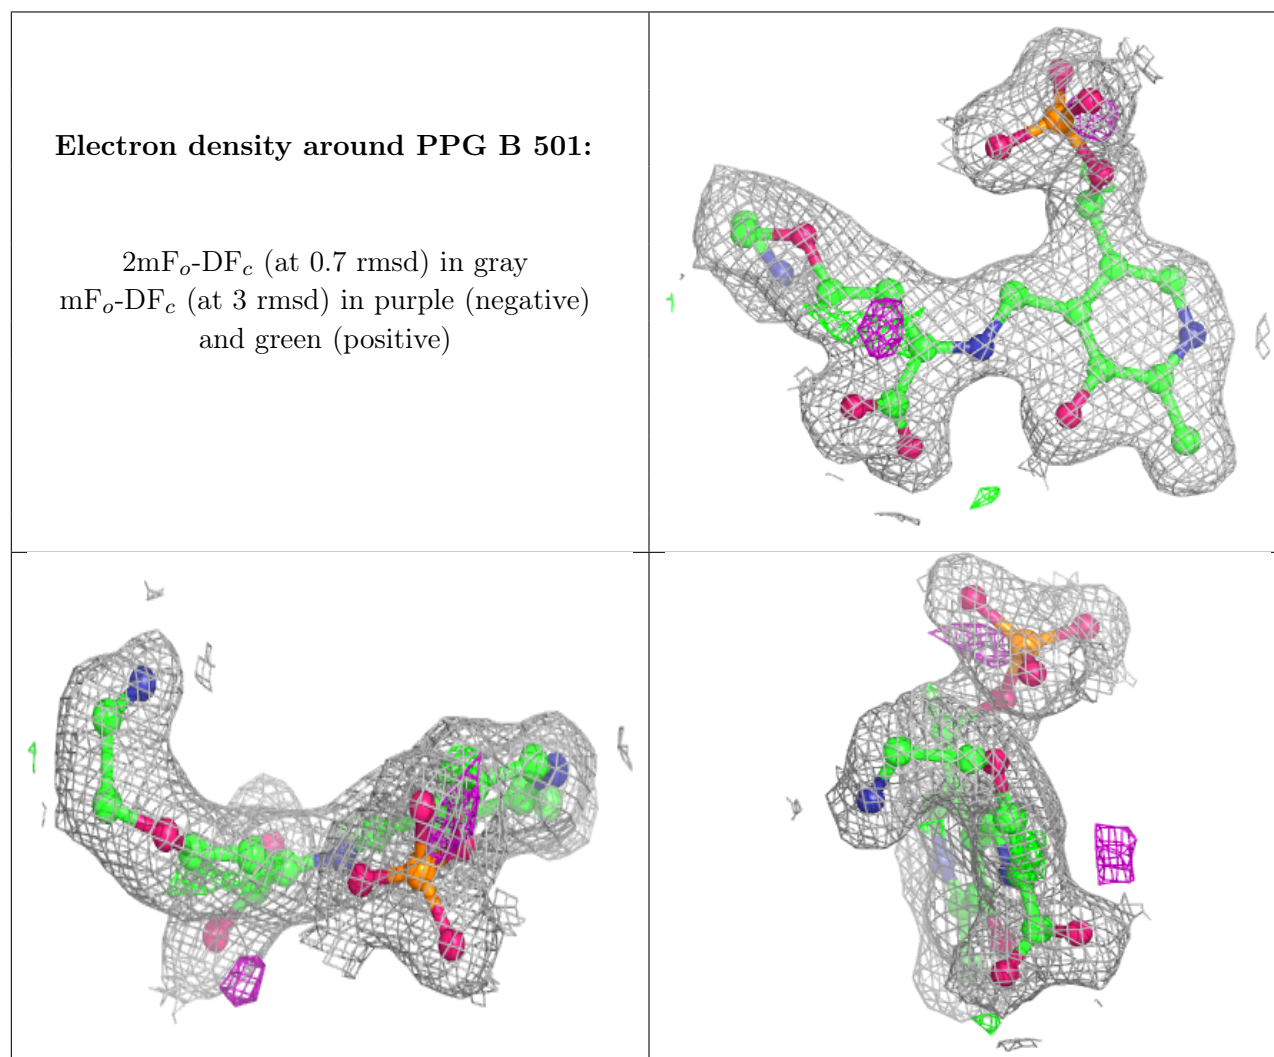 Electron density around PPG B 501:
2mFo-DFc (at 0.7 rmsd) in gray
mFo-DFc (at 3 rmsd) in purple (negative)
and green (positive)